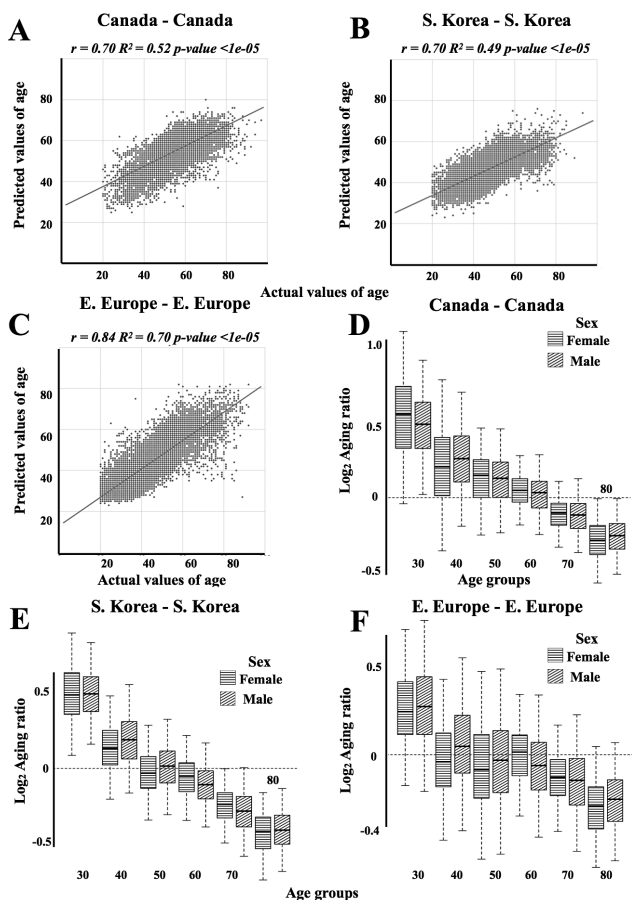 A
Canada - Canada
r = 0.70 R² = 0.52 p-value <1e-05
Predicted values of age
80
60
40
20
20 40 60 80
B
S. Korea - S. Korea
r = 0.70 R² = 0.49 p-value <1e-05
Predicted values of age
80
60
40
20
20 40 60 80
Actual values of age
C
E. Europe - E. Europe
r = 0.84 R² = 0.70 p-value <1e-05
Predicted values of age
80
60
40
20
20 40 60 80
Actual values of age
D
Canada - Canada
Sex
Female
Male
Log₂ Aging ratio
1.0
0.5
0
-0.5
80
30 40 50 60 70
Age groups
E
S. Korea - S. Korea
Sex
Female
Male
Log₂ Aging ratio
0.5
0
-0.5
80
30 40 50 60 70
Age groups
F
E. Europe - E. Europe
Sex
Female
Male
Log₂ Aging ratio
0.5
0
-0.4
30 40 50 60 70 80